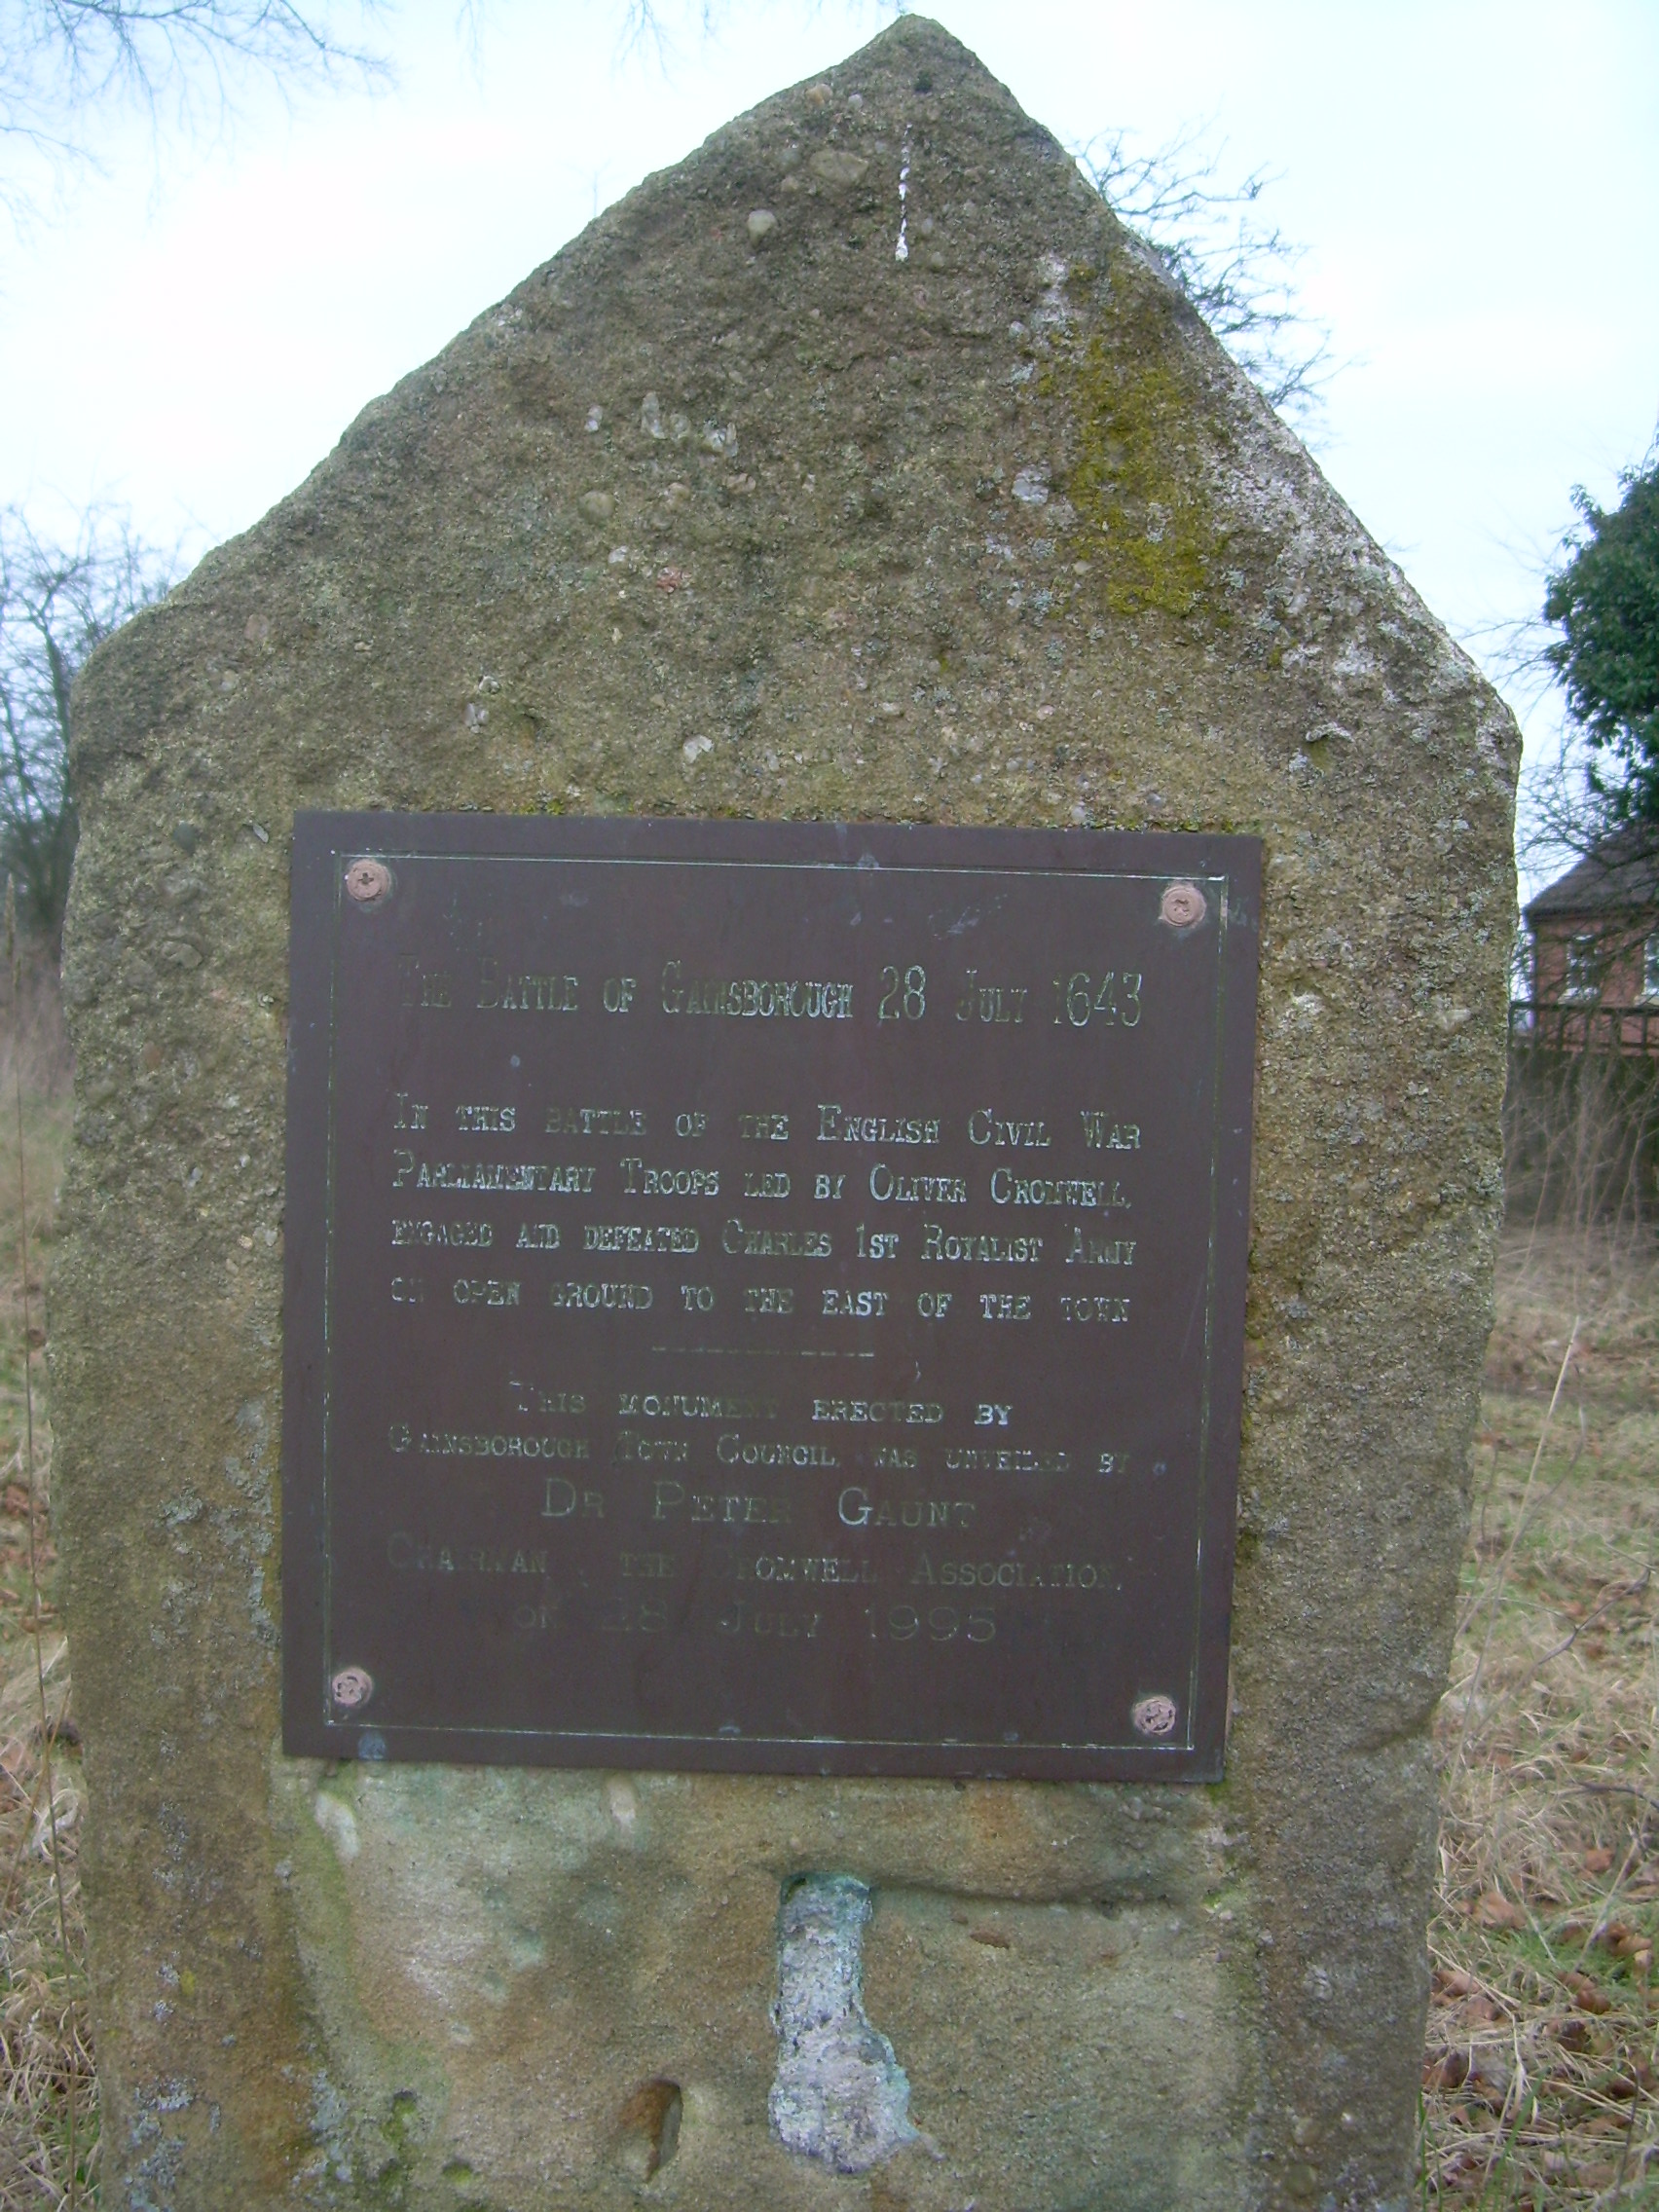 The Battle of Gainsborough 28 July 1643
In this battle of the English Civil War
Parliamentary Troops led by Oliver Cromwell,
engaged and defeated Charles 1st Royalist Army
on open ground to the east of the town
This monument erected by
Gainsborough Town Council, was unveiled by
Dr Peter Gaunt
Chairman, the Cromwell Association,
on 28 July 1995